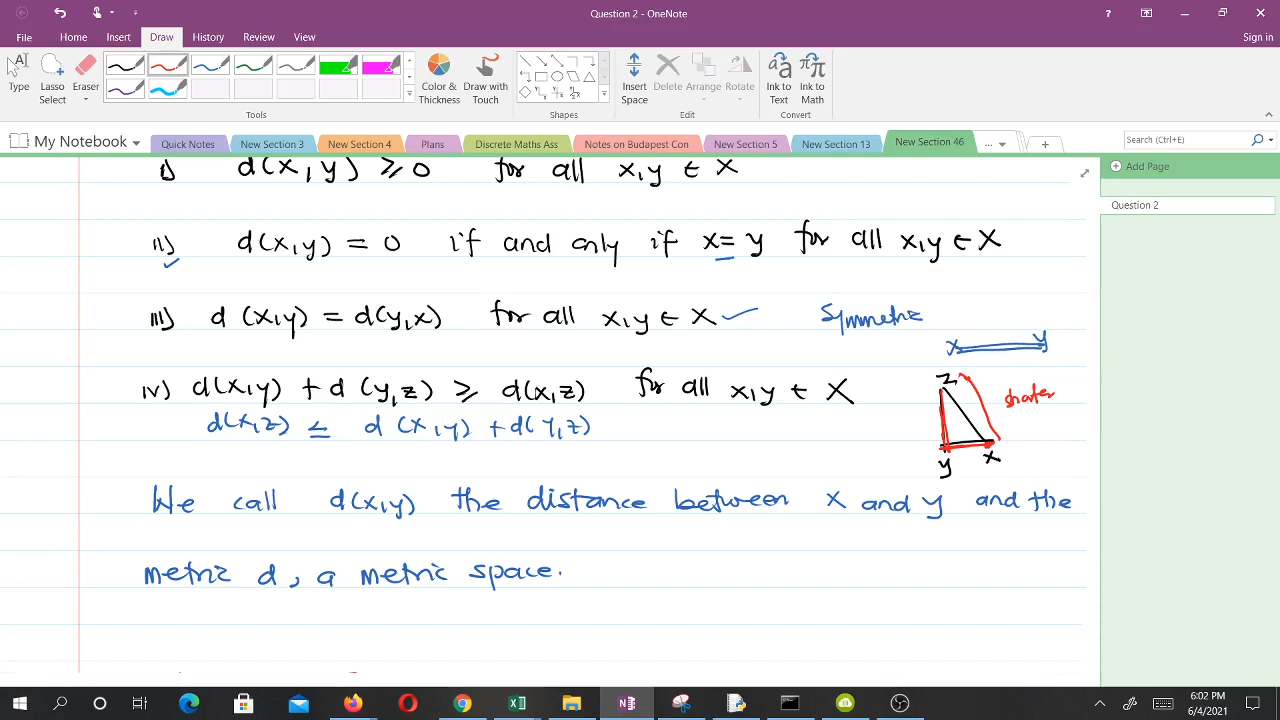 Question 2 - OneNote
File Home Insert Draw History Review View Sign in
Type Lasso Select Eraser Color & Thickness Draw with Touch Insert Space Delete Arrange Rotate Ink to Text Ink to Math
Tools Shapes Edit Convert
My Notebook Quick Notes New Section 3 New Section 4 Plans Discrete Maths Ass Notes on Budapest Con New Section 5 New Section 13 New Section 46 ... Search (Ctrl+E)
Add Page
Question 2
i) d(x,y) ≥ 0 for all x,y ∈ X
ii) d(x,y) = 0 if and only if x = y for all x,y ∈ X
iii) d(x,y) = d(y,x) for all x,y ∈ X ✓ Symmetric
x y
iv) d(x,y) + d(y,z) ≥ d(x,z) for all x,y ∈ X
z
d(x,z) ≤ d(x,y) + d(y,z)
y x
We call d(x,y) the distance between x and y and the
metric d, a metric space.
6:02 PM
6/4/2021